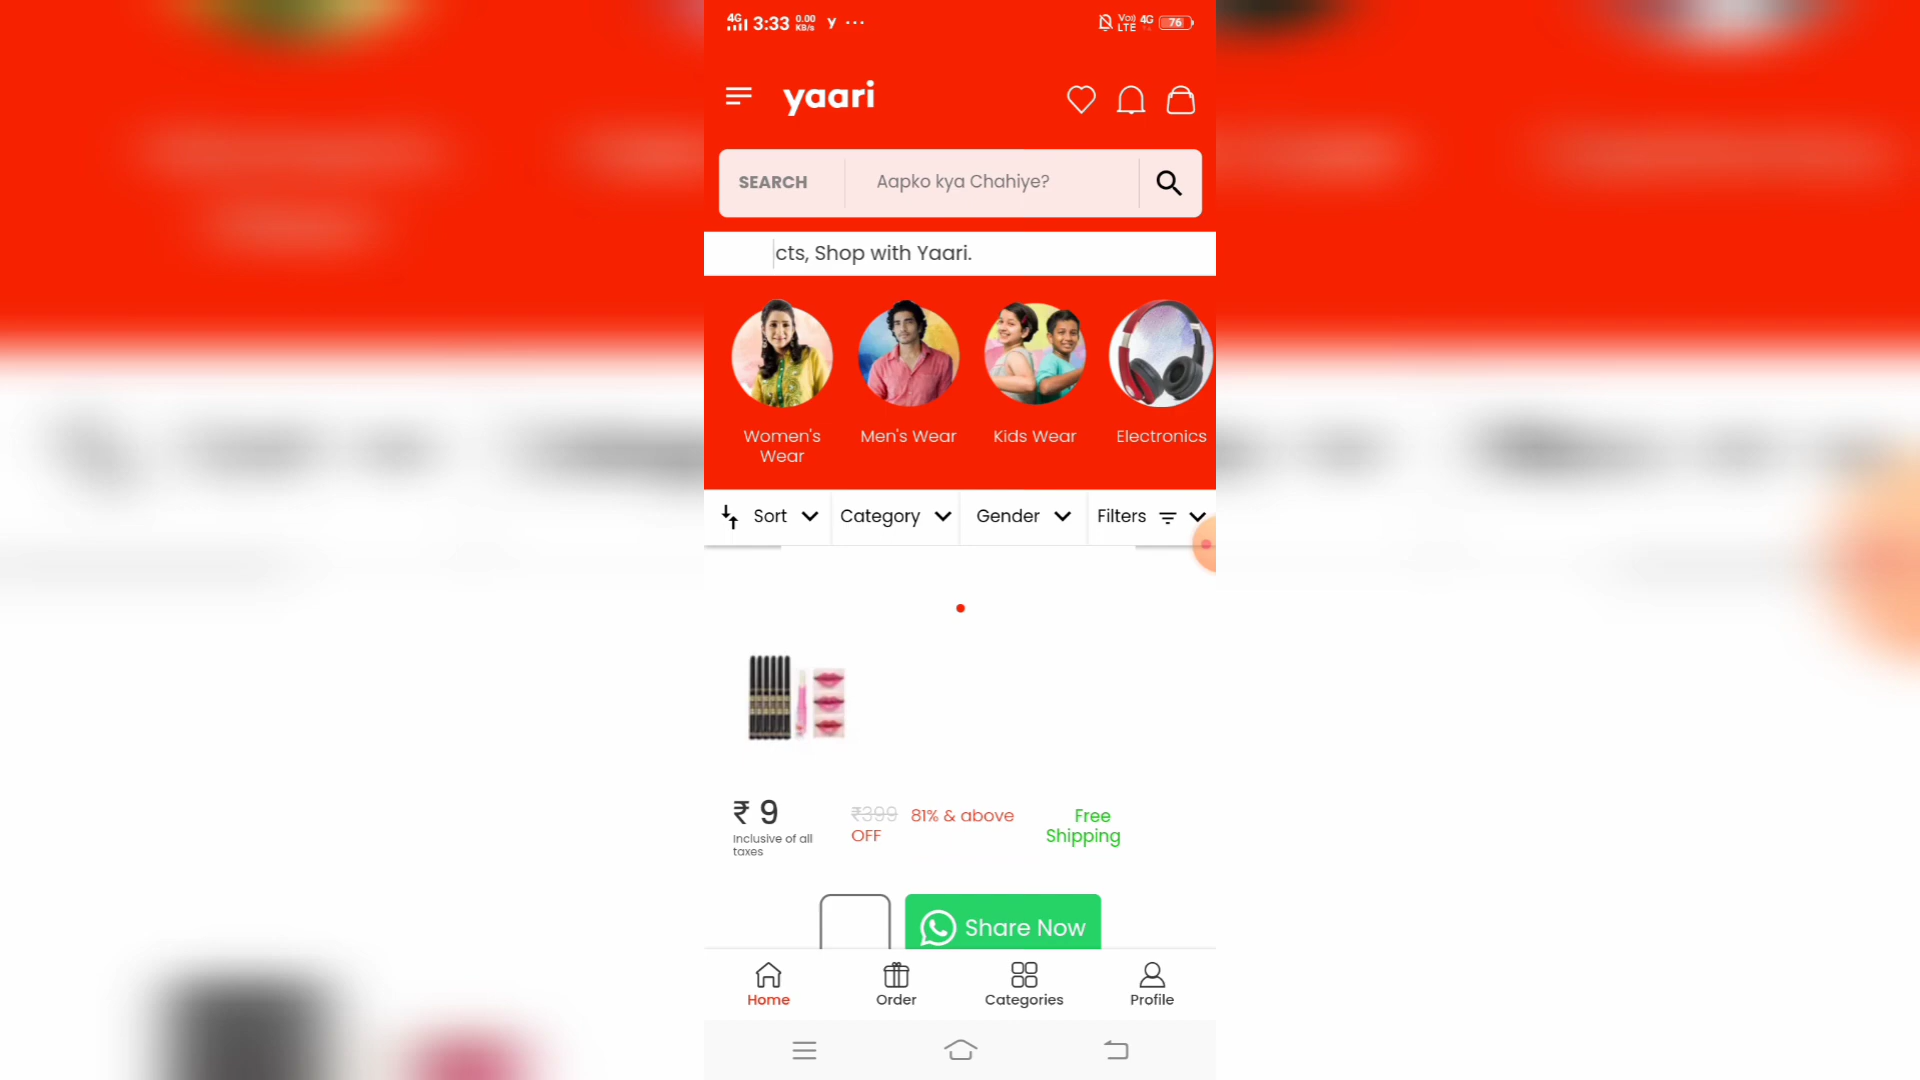 4G 3:33 0.00 KB/s y ... Vo) LTE 4G 76
yaari
SEARCH Aapko kya Chahiye?
cts, Shop with Yaari.
Women's Wear
Men's Wear
Kids Wear
Electronics
Sort Category Gender Filters
₹ 9
Inclusive of all
taxes
₹399 81% & above
OFF
Free
Shipping
Share Now
Home Order Categories Profile